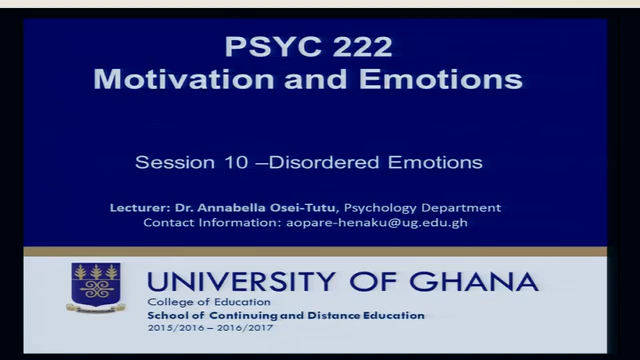 PSYC 222
Motivation and Emotions
Session 10 –Disordered Emotions
Lecturer: Dr. Annabella Osei-Tutu, Psychology Department
Contact Information: aopare-henaku@ug.edu.gh
UNIVERSITY OF GHANA
College of Education
School of Continuing and Distance Education
2015/2016 – 2016/2017